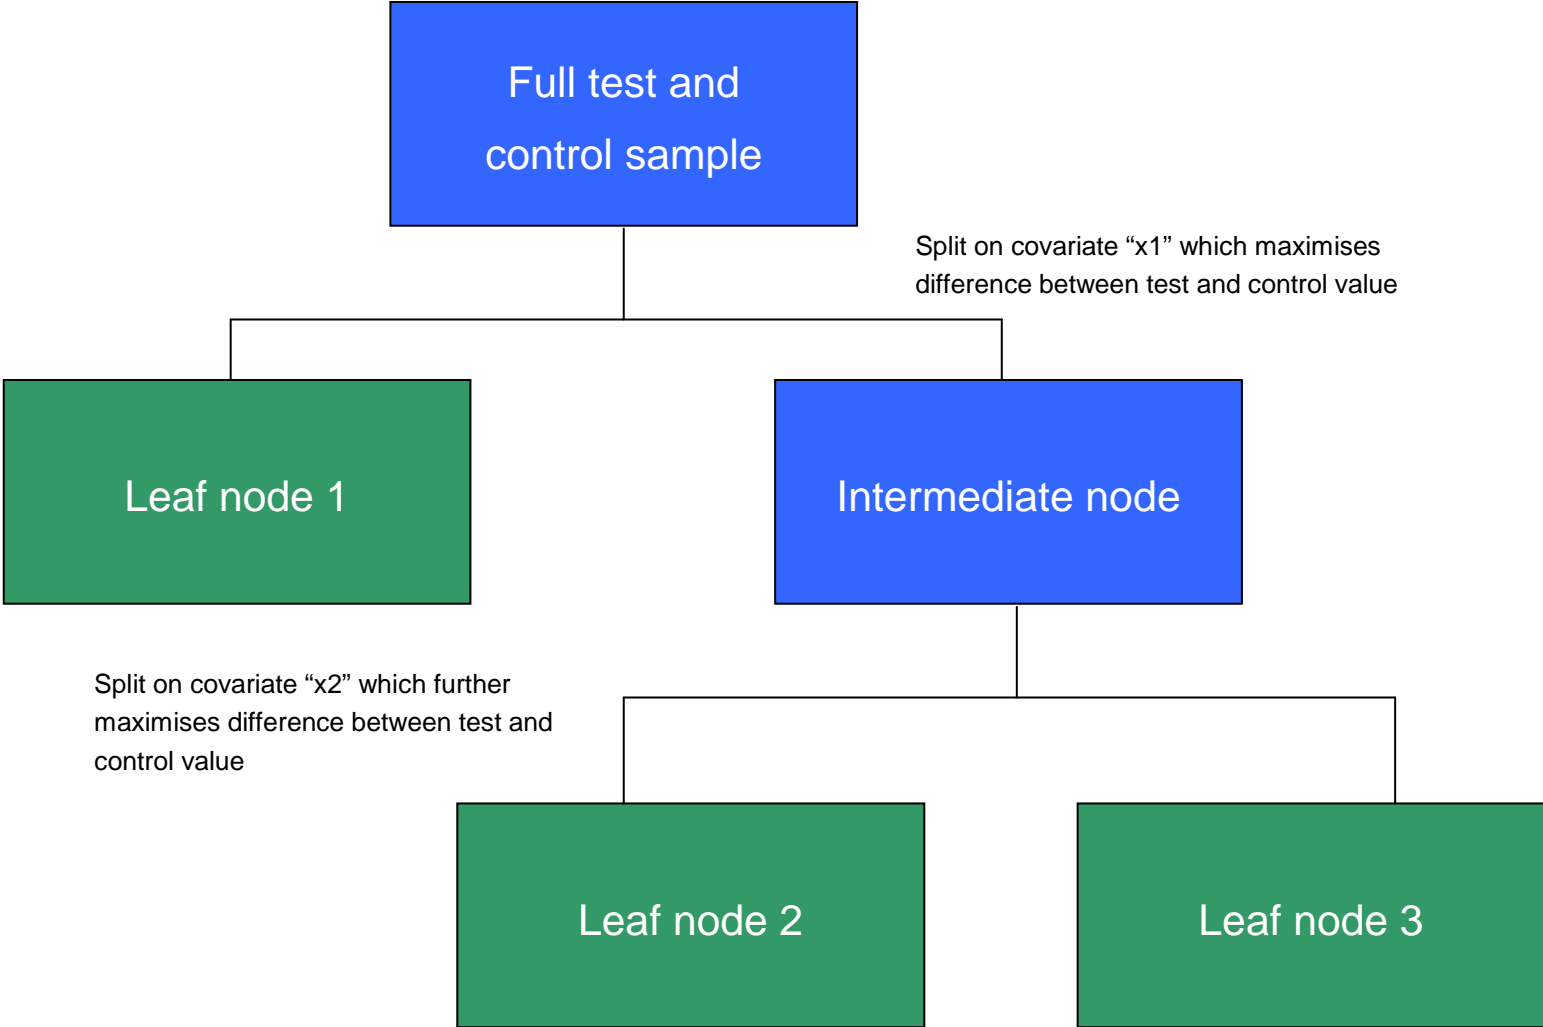 Full test and
control sample
Split on covariate “x1” which maximises
difference between test and control value
Leaf node 1
Intermediate node
Split on covariate “x2” which further
maximises difference between test and
control value
Leaf node 2
Leaf node 3